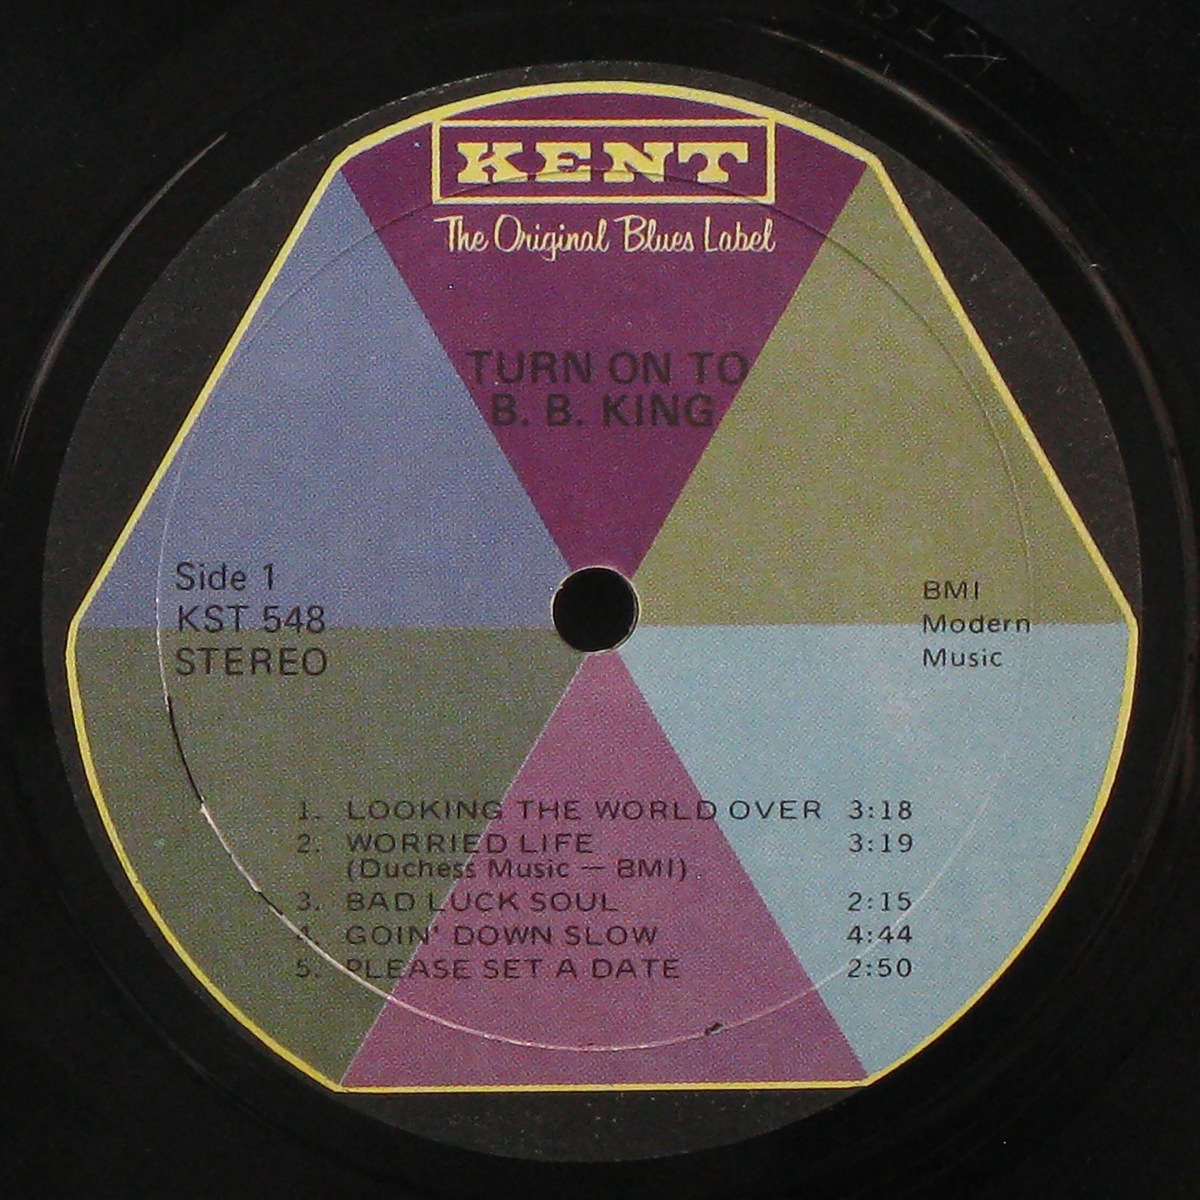 KENT
The Original Blues Label
TURN ON TO
B. B. KING
Side 1
KST 548
STEREO
BMI
Modern
Music
1. LOOKING THE WORLD OVER 3:18
2. WORRIED LIFE 3:19
(Duchess Music — BMI)
3. BAD LUCK SOUL 2:15
4. GOIN' DOWN SLOW 4:44
5. PLEASE SET A DATE 2:50